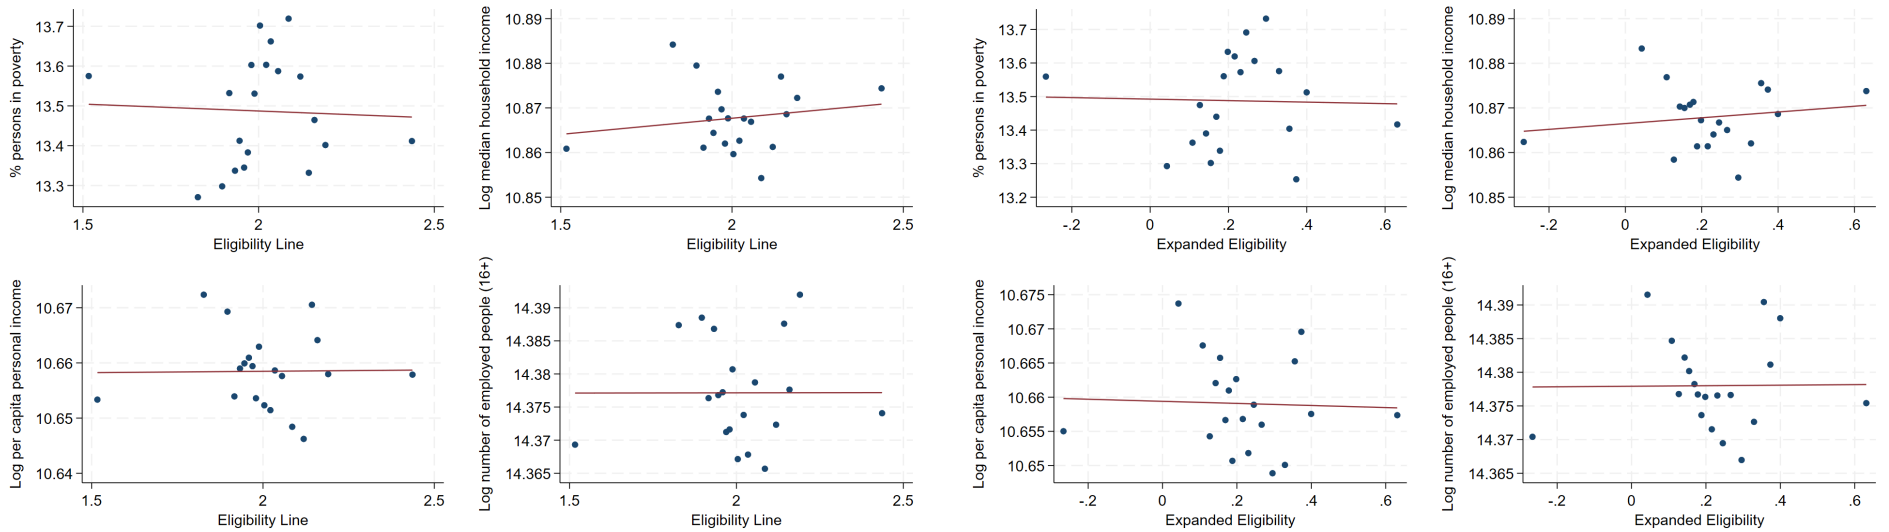 % persons in poverty
13.7
13.6
13.5
13.4
13.3
1.5 2 2.5
Eligibility Line
Log median household income
10.89
10.88
10.87
10.86
10.85
1.5 2 2.5
Eligibility Line
% persons in poverty
13.7
13.6
13.5
13.4
13.3
13.2
-.2 0 .2 .4 .6
Expanded Eligibility
Log median household income
10.89
10.88
10.87
10.86
10.85
-.2 0 .2 .4 .6
Expanded Eligibility
Log per capita personal income
10.67
10.66
10.65
10.64
1.5 2 2.5
Eligibility Line
Log number of employed people (16+)
14.39
14.385
14.38
14.375
14.37
14.365
1.5 2 2.5
Eligibility Line
Log per capita personal income
10.675
10.67
10.665
10.66
10.655
10.65
-.2 0 .2 .4 .6
Expanded Eligibility
Log number of employed people (16+)
14.39
14.385
14.38
14.375
14.37
14.365
-.2 0 .2 .4 .6
Expanded Eligibility